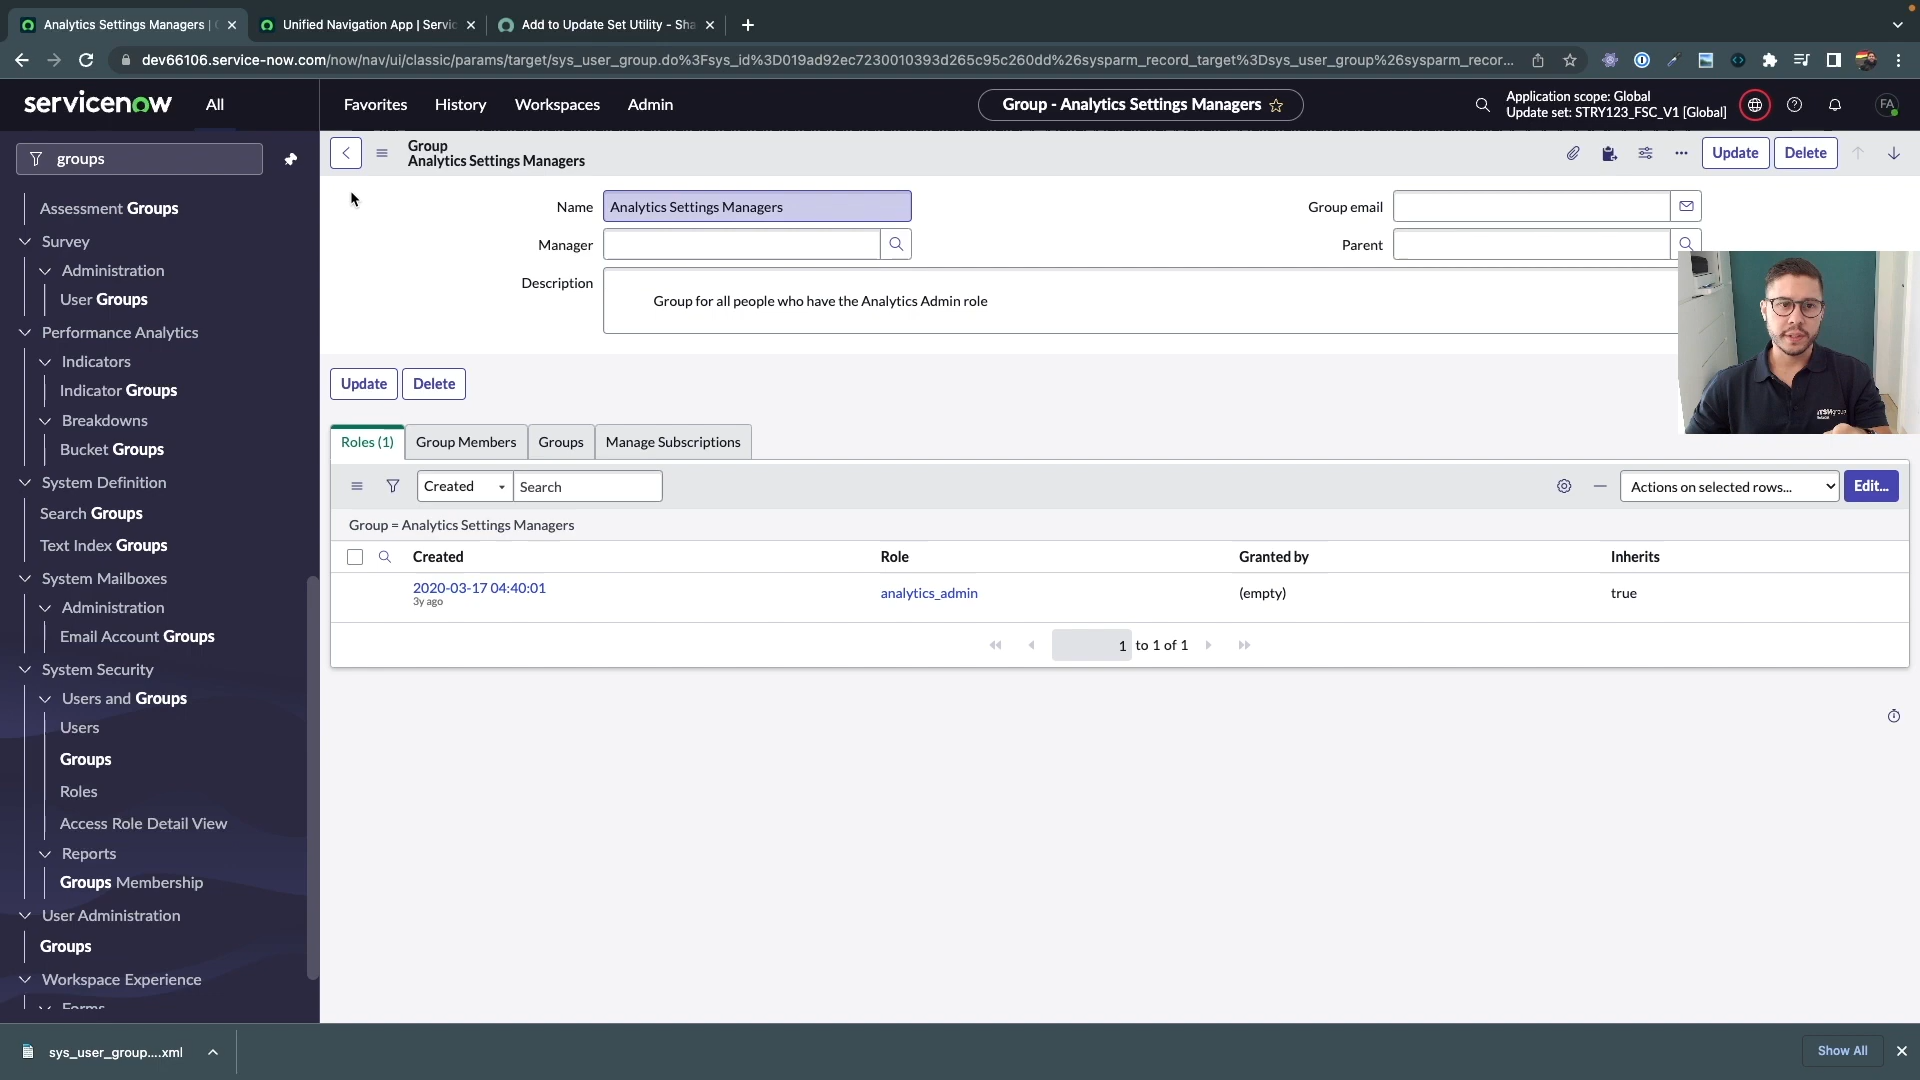 Analytics Settings Managers |
Unified Navigation App | Servic
Add to Update Set Utility - Sha
dev66106.service-now.com/now/nav/ui/classic/params/target/sys_user_group.do%3Fsys_id%3D019ad92ec7230010393d265c95c260dd%26sysparm_record_target%3Dsys_user_group%26sysparm_recor...
servicenow
All
Favorites
History
Workspaces
Admin
Group - Analytics Settings Managers
Application scope: Global
Update set: STRY123_FSC_V1 [Global]
FA
groups
Group
Analytics Settings Managers
Update
Delete
Assessment Groups
Survey
Administration
User Groups
Performance Analytics
Indicators
Indicator Groups
Breakdowns
Bucket Groups
System Definition
Search Groups
Text Index Groups
System Mailboxes
Administration
Email Account Groups
System Security
Users and Groups
Users
Groups
Roles
Access Role Detail View
Reports
Groups Membership
User Administration
Groups
Workspace Experience
Forms
Name
Analytics Settings Managers
Group email
Manager
Parent
Description
Group for all people who have the Analytics Admin role
Update
Delete
Roles (1)
Group Members
Groups
Manage Subscriptions
Created
Search
Actions on selected rows...
Edit...
Group = Analytics Settings Managers
Created
Role
Granted by
Inherits
2020-03-17 04:40:01
3y ago
analytics_admin
(empty)
true
1 to 1 of 1
sys_user_group....xml
Show All